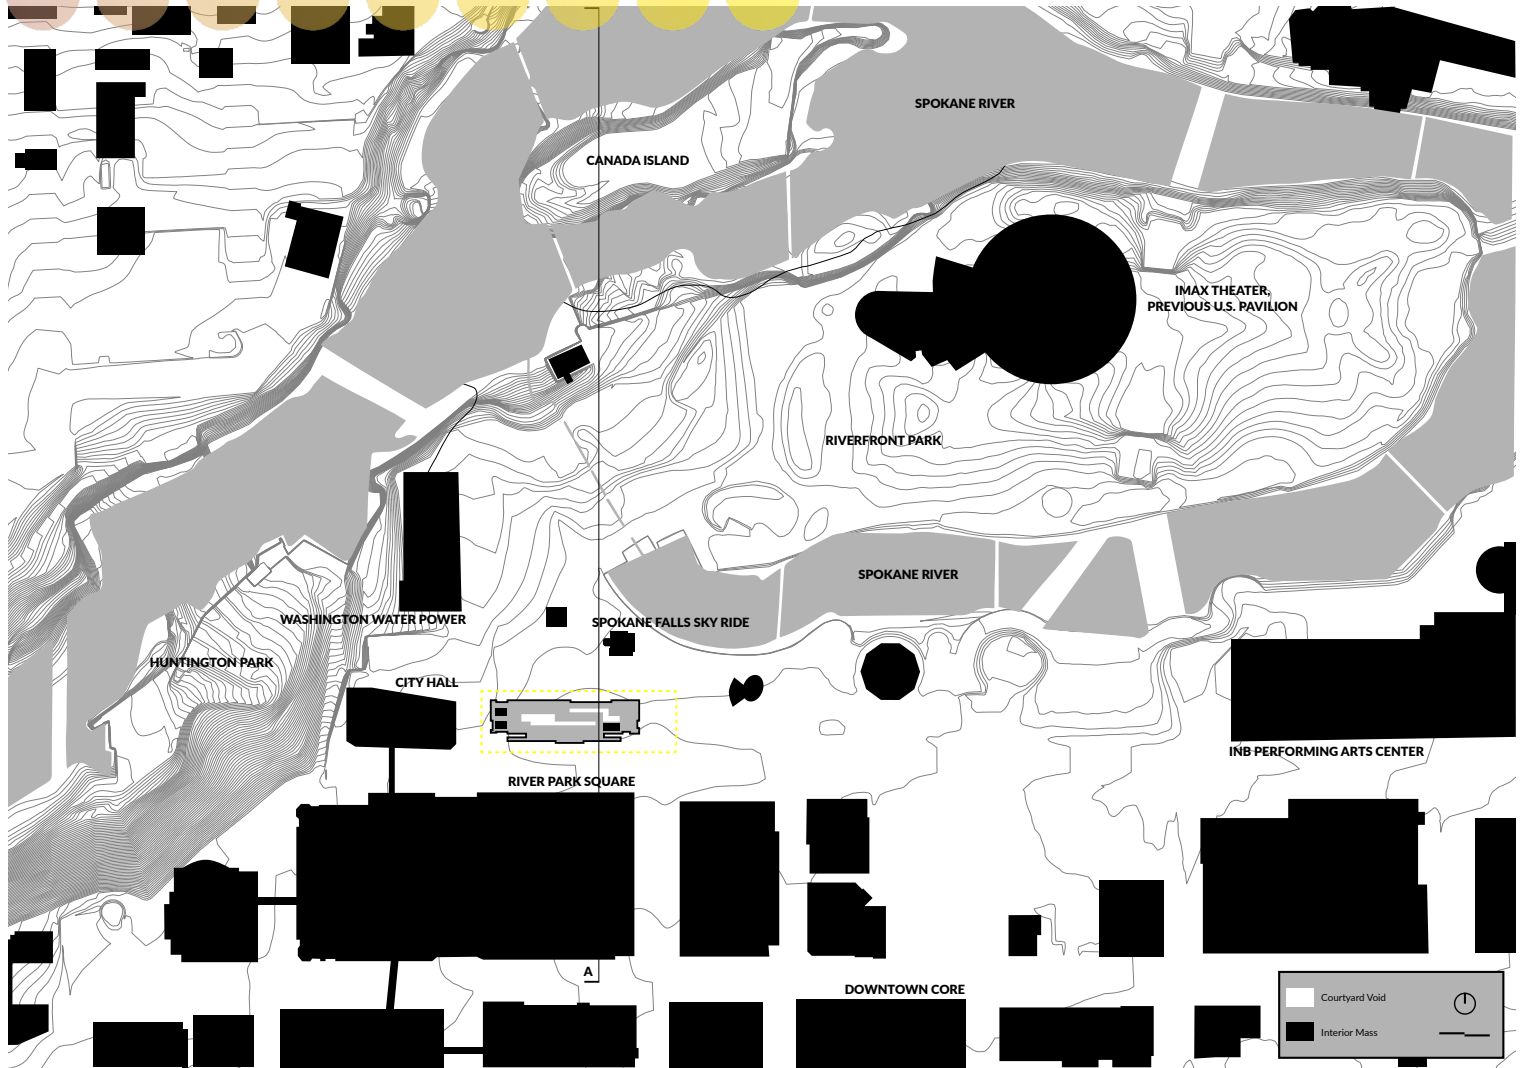 SPOKANE RIVER
CANADA ISLAND
IMAX THEATER,
PREVIOUS U.S. PAVILION
RIVERFRONT PARK
SPOKANE RIVER
WASHINGTON WATER POWER
SPOKANE FALLS SKY RIDE
HUNTINGTON PARK
CITY HALL
INB PERFORMING ARTS CENTER
RIVER PARK SQUARE
A
DOWNTOWN CORE
Courtyard Void
Interior Mass